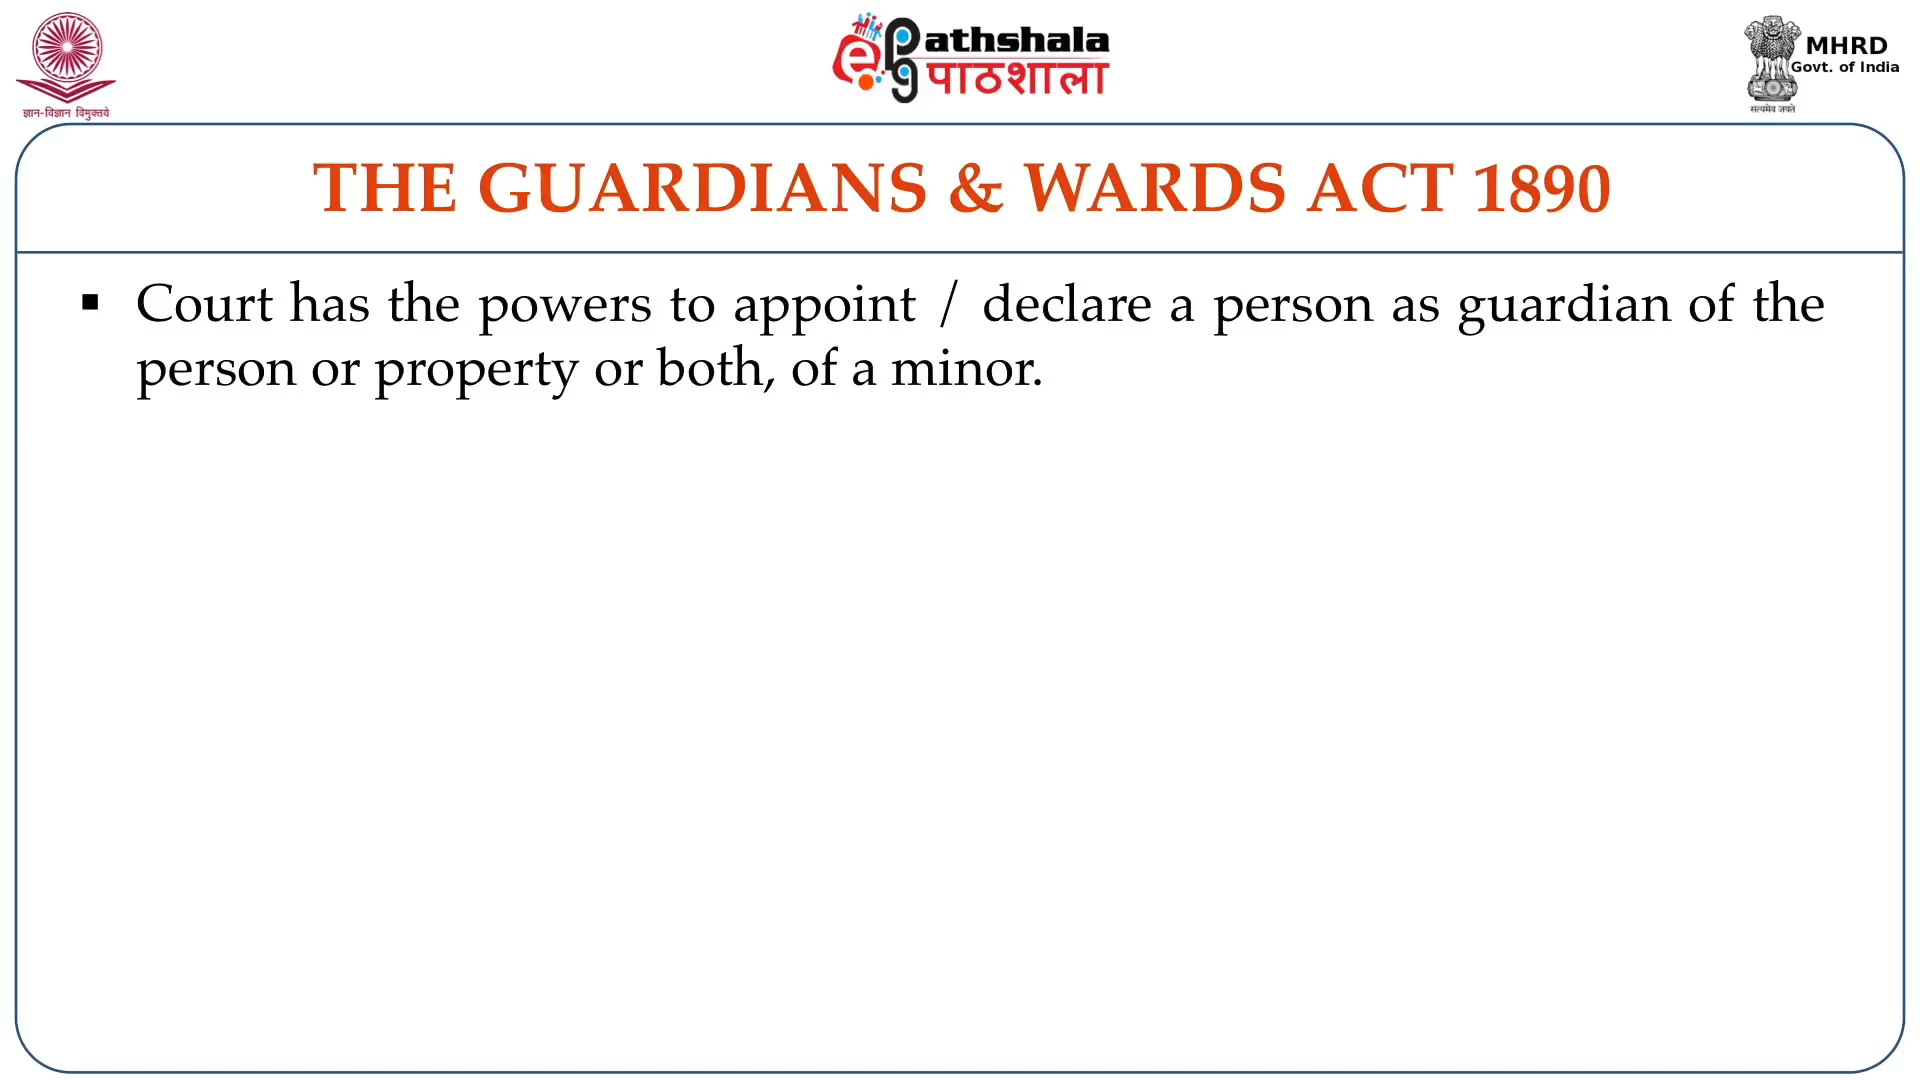 ज्ञान-विज्ञान विमुक्तये
ePathshala
पाठशाला
MHRD
Govt. of India
सत्यमेव जयते
THE GUARDIANS & WARDS ACT 1890
▪ Court has the powers to appoint / declare a person as guardian of the
person or property or both, of a minor.